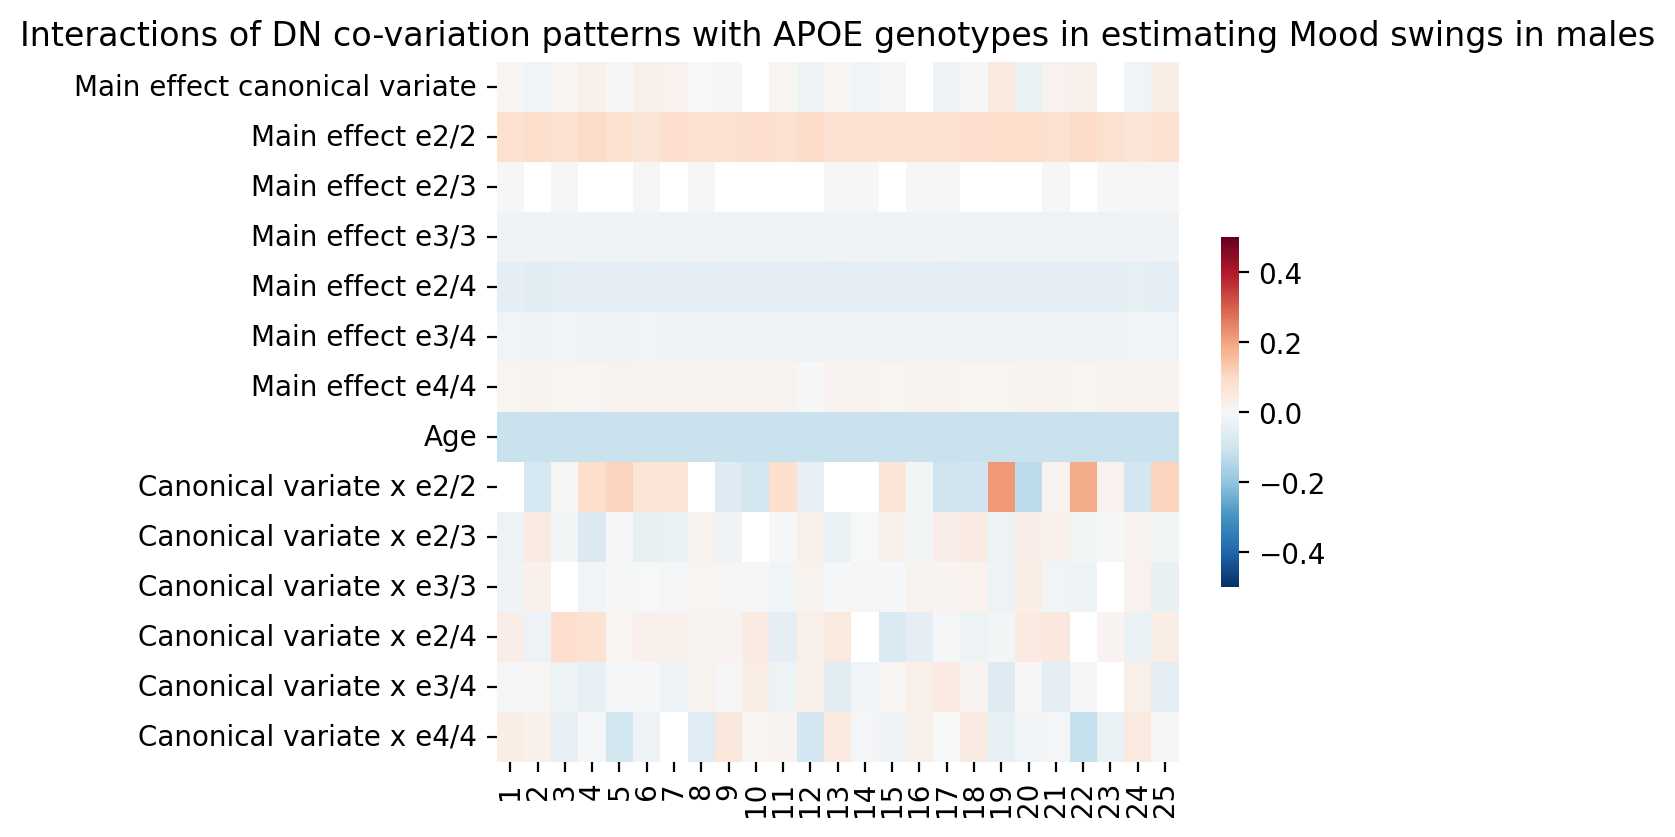 Interactions of DN co-variation patterns with APOE genotypes in estimating Mood swings in males
Main effect canonical variate
Main effect e2/2
Main effect e2/3
Main effect e3/3
Main effect e2/4
Main effect e3/4
Main effect e4/4
Age
Canonical variate x e2/2
Canonical variate x e2/3
Canonical variate x e3/3
Canonical variate x e2/4
Canonical variate x e3/4
Canonical variate x e4/4
1 2 3 4 5 6 7 8 9 10 11 12 13 14 15 16 17 18 19 20 21 22 23 24 25
0.4
0.2
0.0
−0.2
−0.4